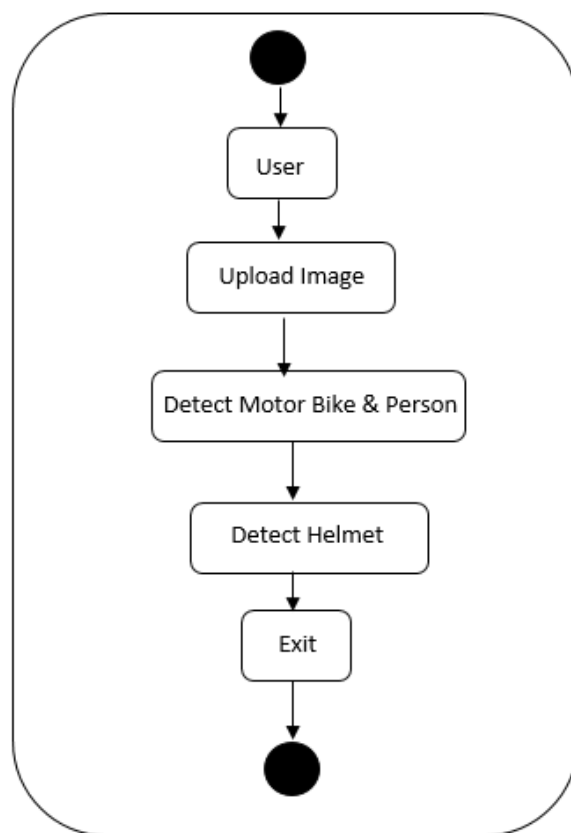 User
Upload Image
Detect Motor Bike & Person
Detect Helmet
Exit